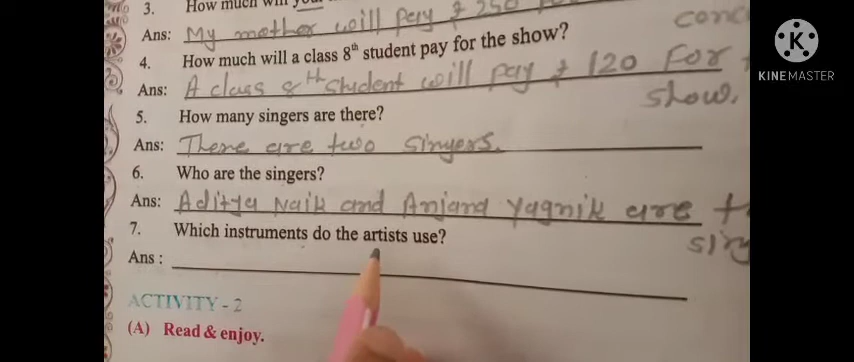 3. How much will your
Ans: My mother will pay ₹ 250 for
conc
4. How much will a class 8th student pay for the show?
Ans: A class 8th student will pay ₹ 120 For
show.
5. How many singers are there?
Ans: There are two singers.
6. Who are the singers?
Ans: Aditya Naik and Anjana Yagnik are
7. Which instruments do the artists use?
Ans :
ACTIVITY - 2
(A) Read & enjoy.
K
KINEMASTER